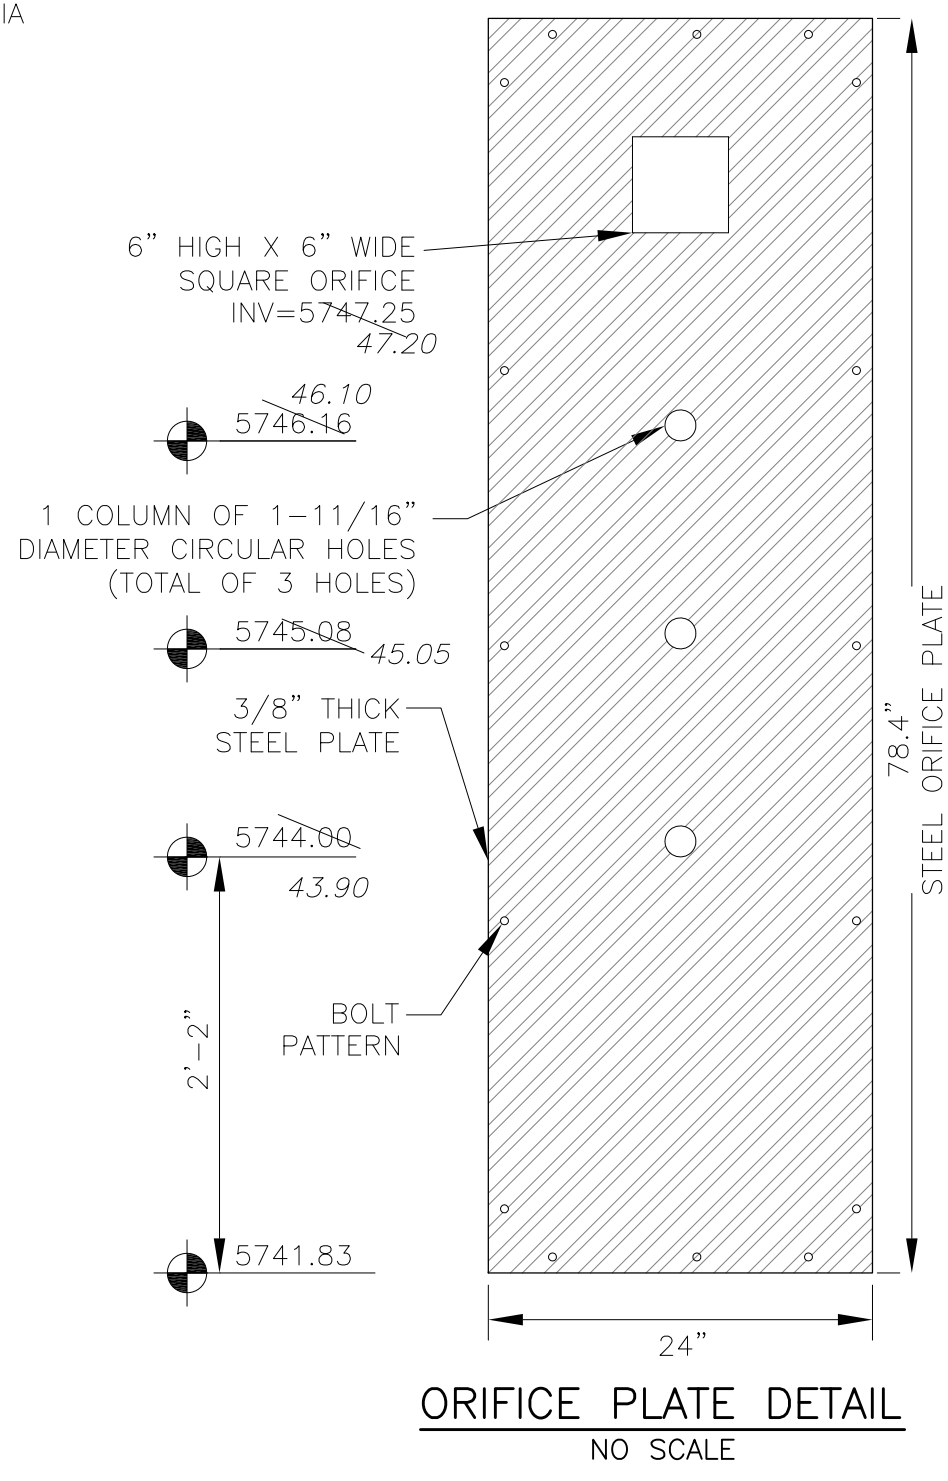 IA
6” HIGH X 6” WIDE
SQUARE ORIFICE
INV=5747.25
47.20
46.10
5746.16
1 COLUMN OF 1-11/16”
DIAMETER CIRCULAR HOLES
(TOTAL OF 3 HOLES)
5745.08
45.05
3/8” THICK
STEEL PLATE
5744.00
43.90
BOLT
PATTERN
2'-2”
5741.83
78.4”
STEEL ORIFICE PLATE
24”
ORIFICE PLATE DETAIL
NO SCALE